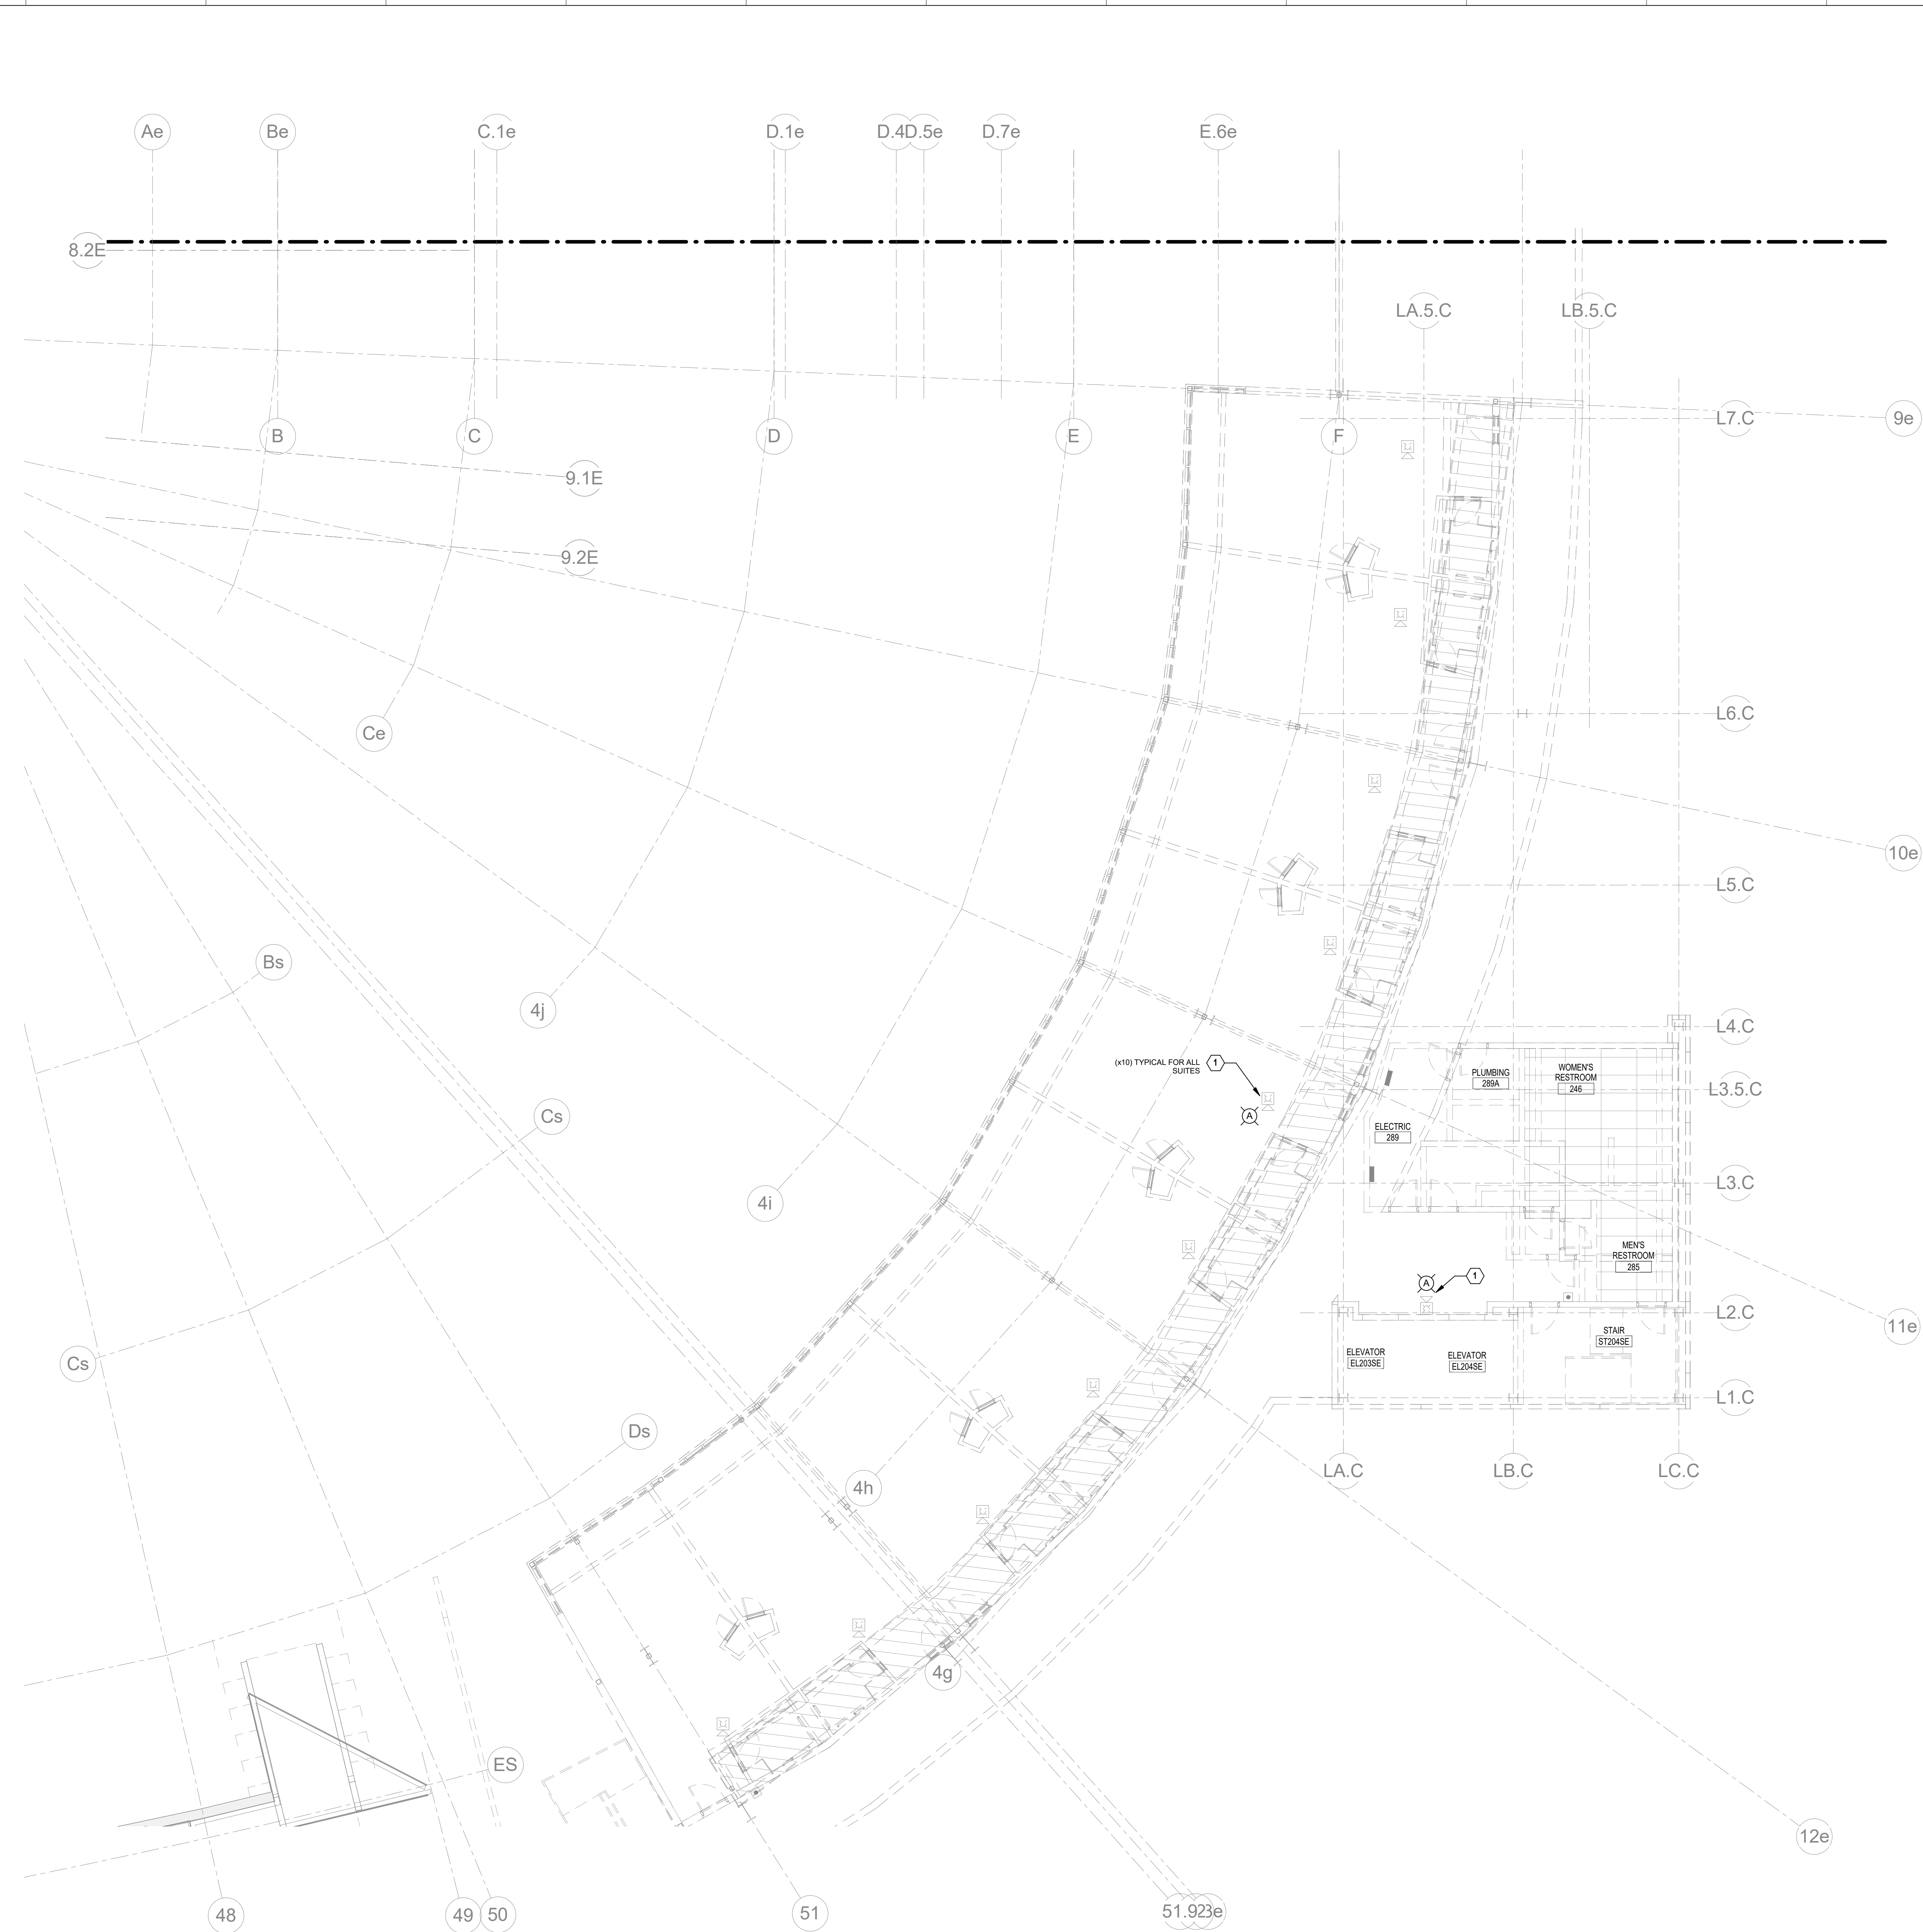 Ae
Be
C.1e
D.1e
D.4
D.5e
D.7e
E.6e
8.2E
LA.5.C
LB.5.C
B
C
D
E
F
L7.C
9e
9.1E
9.2E
Ce
L6.C
10e
L5.C
Bs
4j
L4.C
(x10) TYPICAL FOR ALL
SUITES
1
PLUMBING
289A
WOMEN'S
RESTROOM
246
L3.5.C
Cs
A
ELECTRIC
289
4i
L3.C
MEN'S
RESTROOM
285
A
1
L2.C
11e
Cs
ELEVATOR
EL203SE
ELEVATOR
EL204SE
STAIR
ST204SE
L1.C
Ds
4h
LA.C
LB.C
LC.C
4g
ES
12e
48
49
50
51
51.9